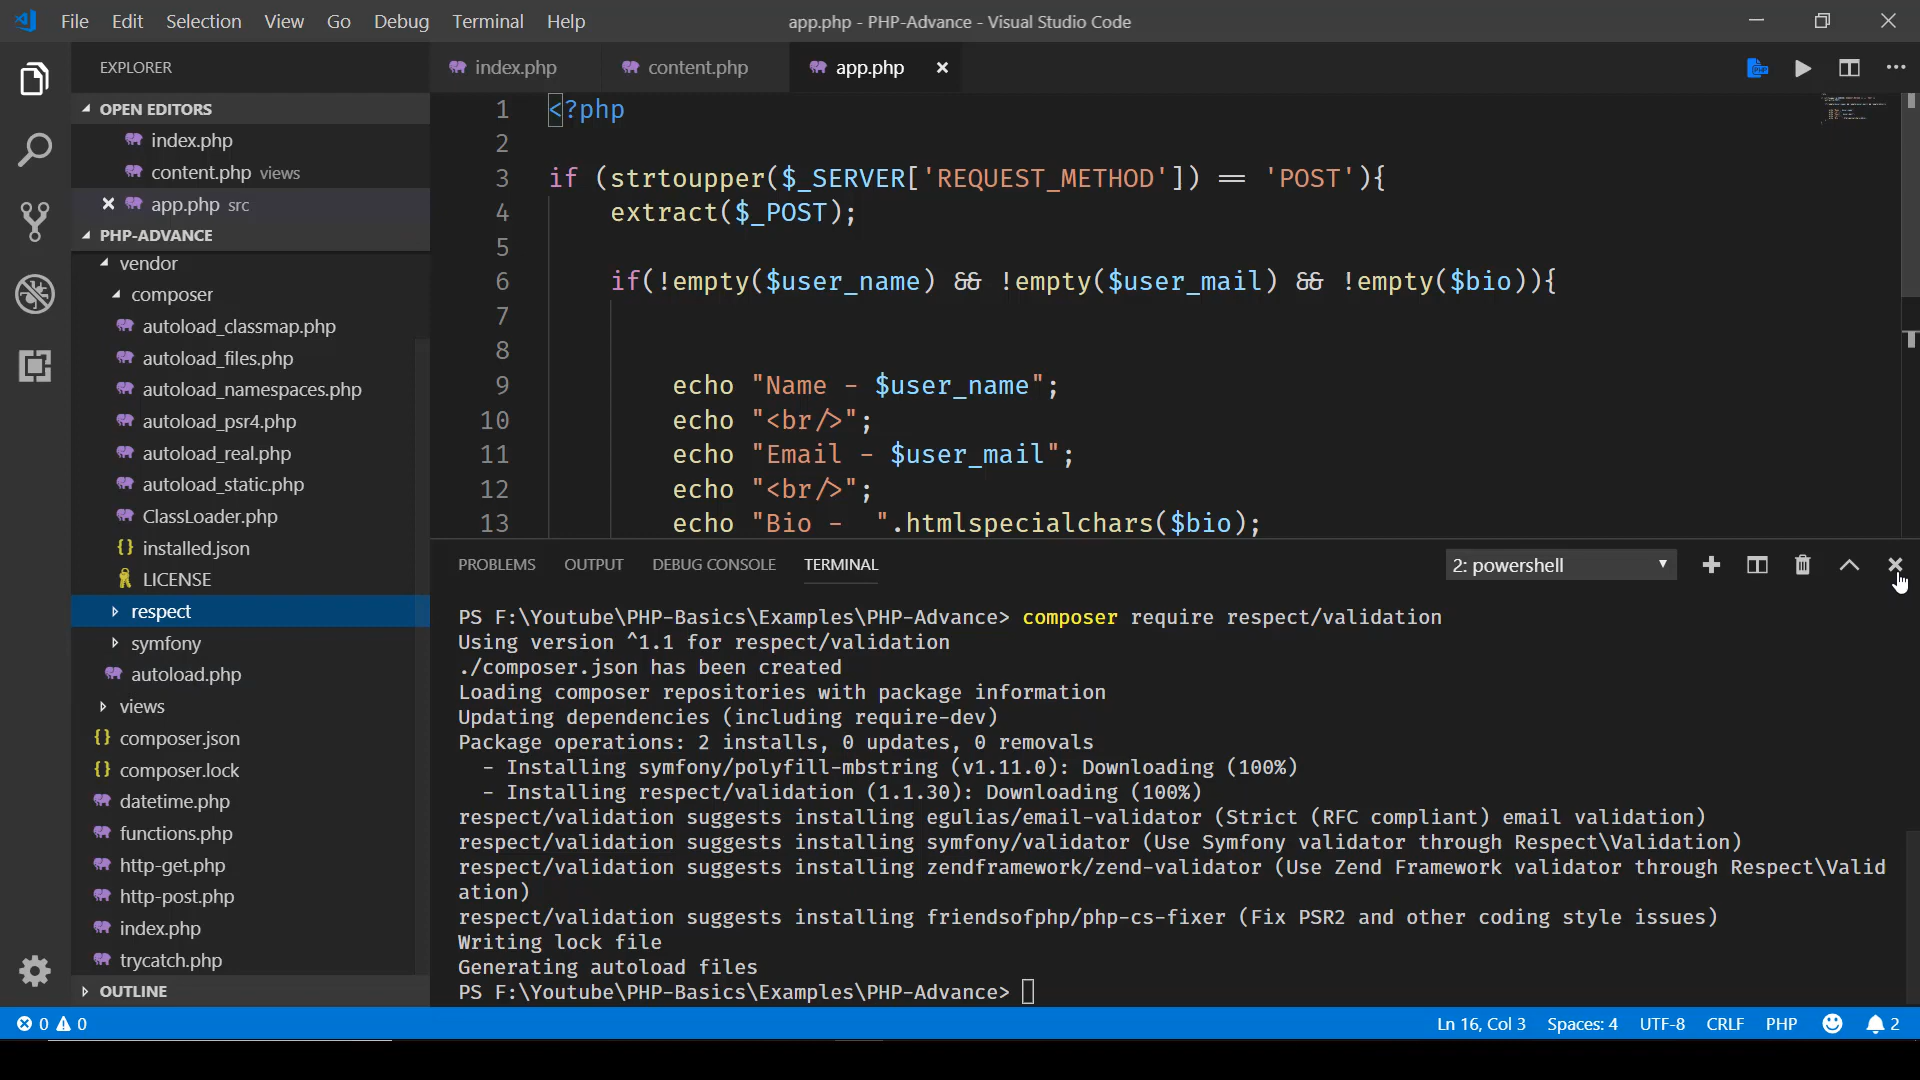 File Edit Selection View Go Debug Terminal Help
app.php - PHP-Advance - Visual Studio Code
EXPLORER
OPEN EDITORS
index.php
content.php views
app.php src
PHP-ADVANCE
vendor
composer
autoload_classmap.php
autoload_files.php
autoload_namespaces.php
autoload_psr4.php
autoload_real.php
autoload_static.php
ClassLoader.php
{} installed.json
LICENSE
respect
symfony
autoload.php
views
{} composer.json
{} composer.lock
datetime.php
functions.php
http-get.php
http-post.php
index.php
trycatch.php
OUTLINE
index.php content.php app.php
1 <?php
2
3 if (strtoupper($_SERVER['REQUEST_METHOD']) == 'POST'){
4 extract($_POST);
5
6 if(!empty($user_name) && !empty($user_mail) && !empty($bio)){
7
8
9 echo "Name - $user_name";
10 echo "<br/>";
11 echo "Email - $user_mail";
12 echo "<br/>";
13 echo "Bio -  ".htmlspecialchars($bio);
PROBLEMS OUTPUT DEBUG CONSOLE TERMINAL 2: powershell
PS F:\Youtube\PHP-Basics\Examples\PHP-Advance> composer require respect/validation
Using version ^1.1 for respect/validation
./composer.json has been created
Loading composer repositories with package information
Updating dependencies (including require-dev)
Package operations: 2 installs, 0 updates, 0 removals
- Installing symfony/polyfill-mbstring (v1.11.0): Downloading (100%)
- Installing respect/validation (1.1.30): Downloading (100%)
respect/validation suggests installing egulias/email-validator (Strict (RFC compliant) email validation)
respect/validation suggests installing symfony/validator (Use Symfony validator through Respect\Validation)
respect/validation suggests installing zendframework/zend-validator (Use Zend Framework validator through Respect\Valid
ation)
respect/validation suggests installing friendsofphp/php-cs-fixer (Fix PSR2 and other coding style issues)
Writing lock file
Generating autoload files
PS F:\Youtube\PHP-Basics\Examples\PHP-Advance>
0 0 Ln 16, Col 3 Spaces: 4 UTF-8 CRLF PHP 2